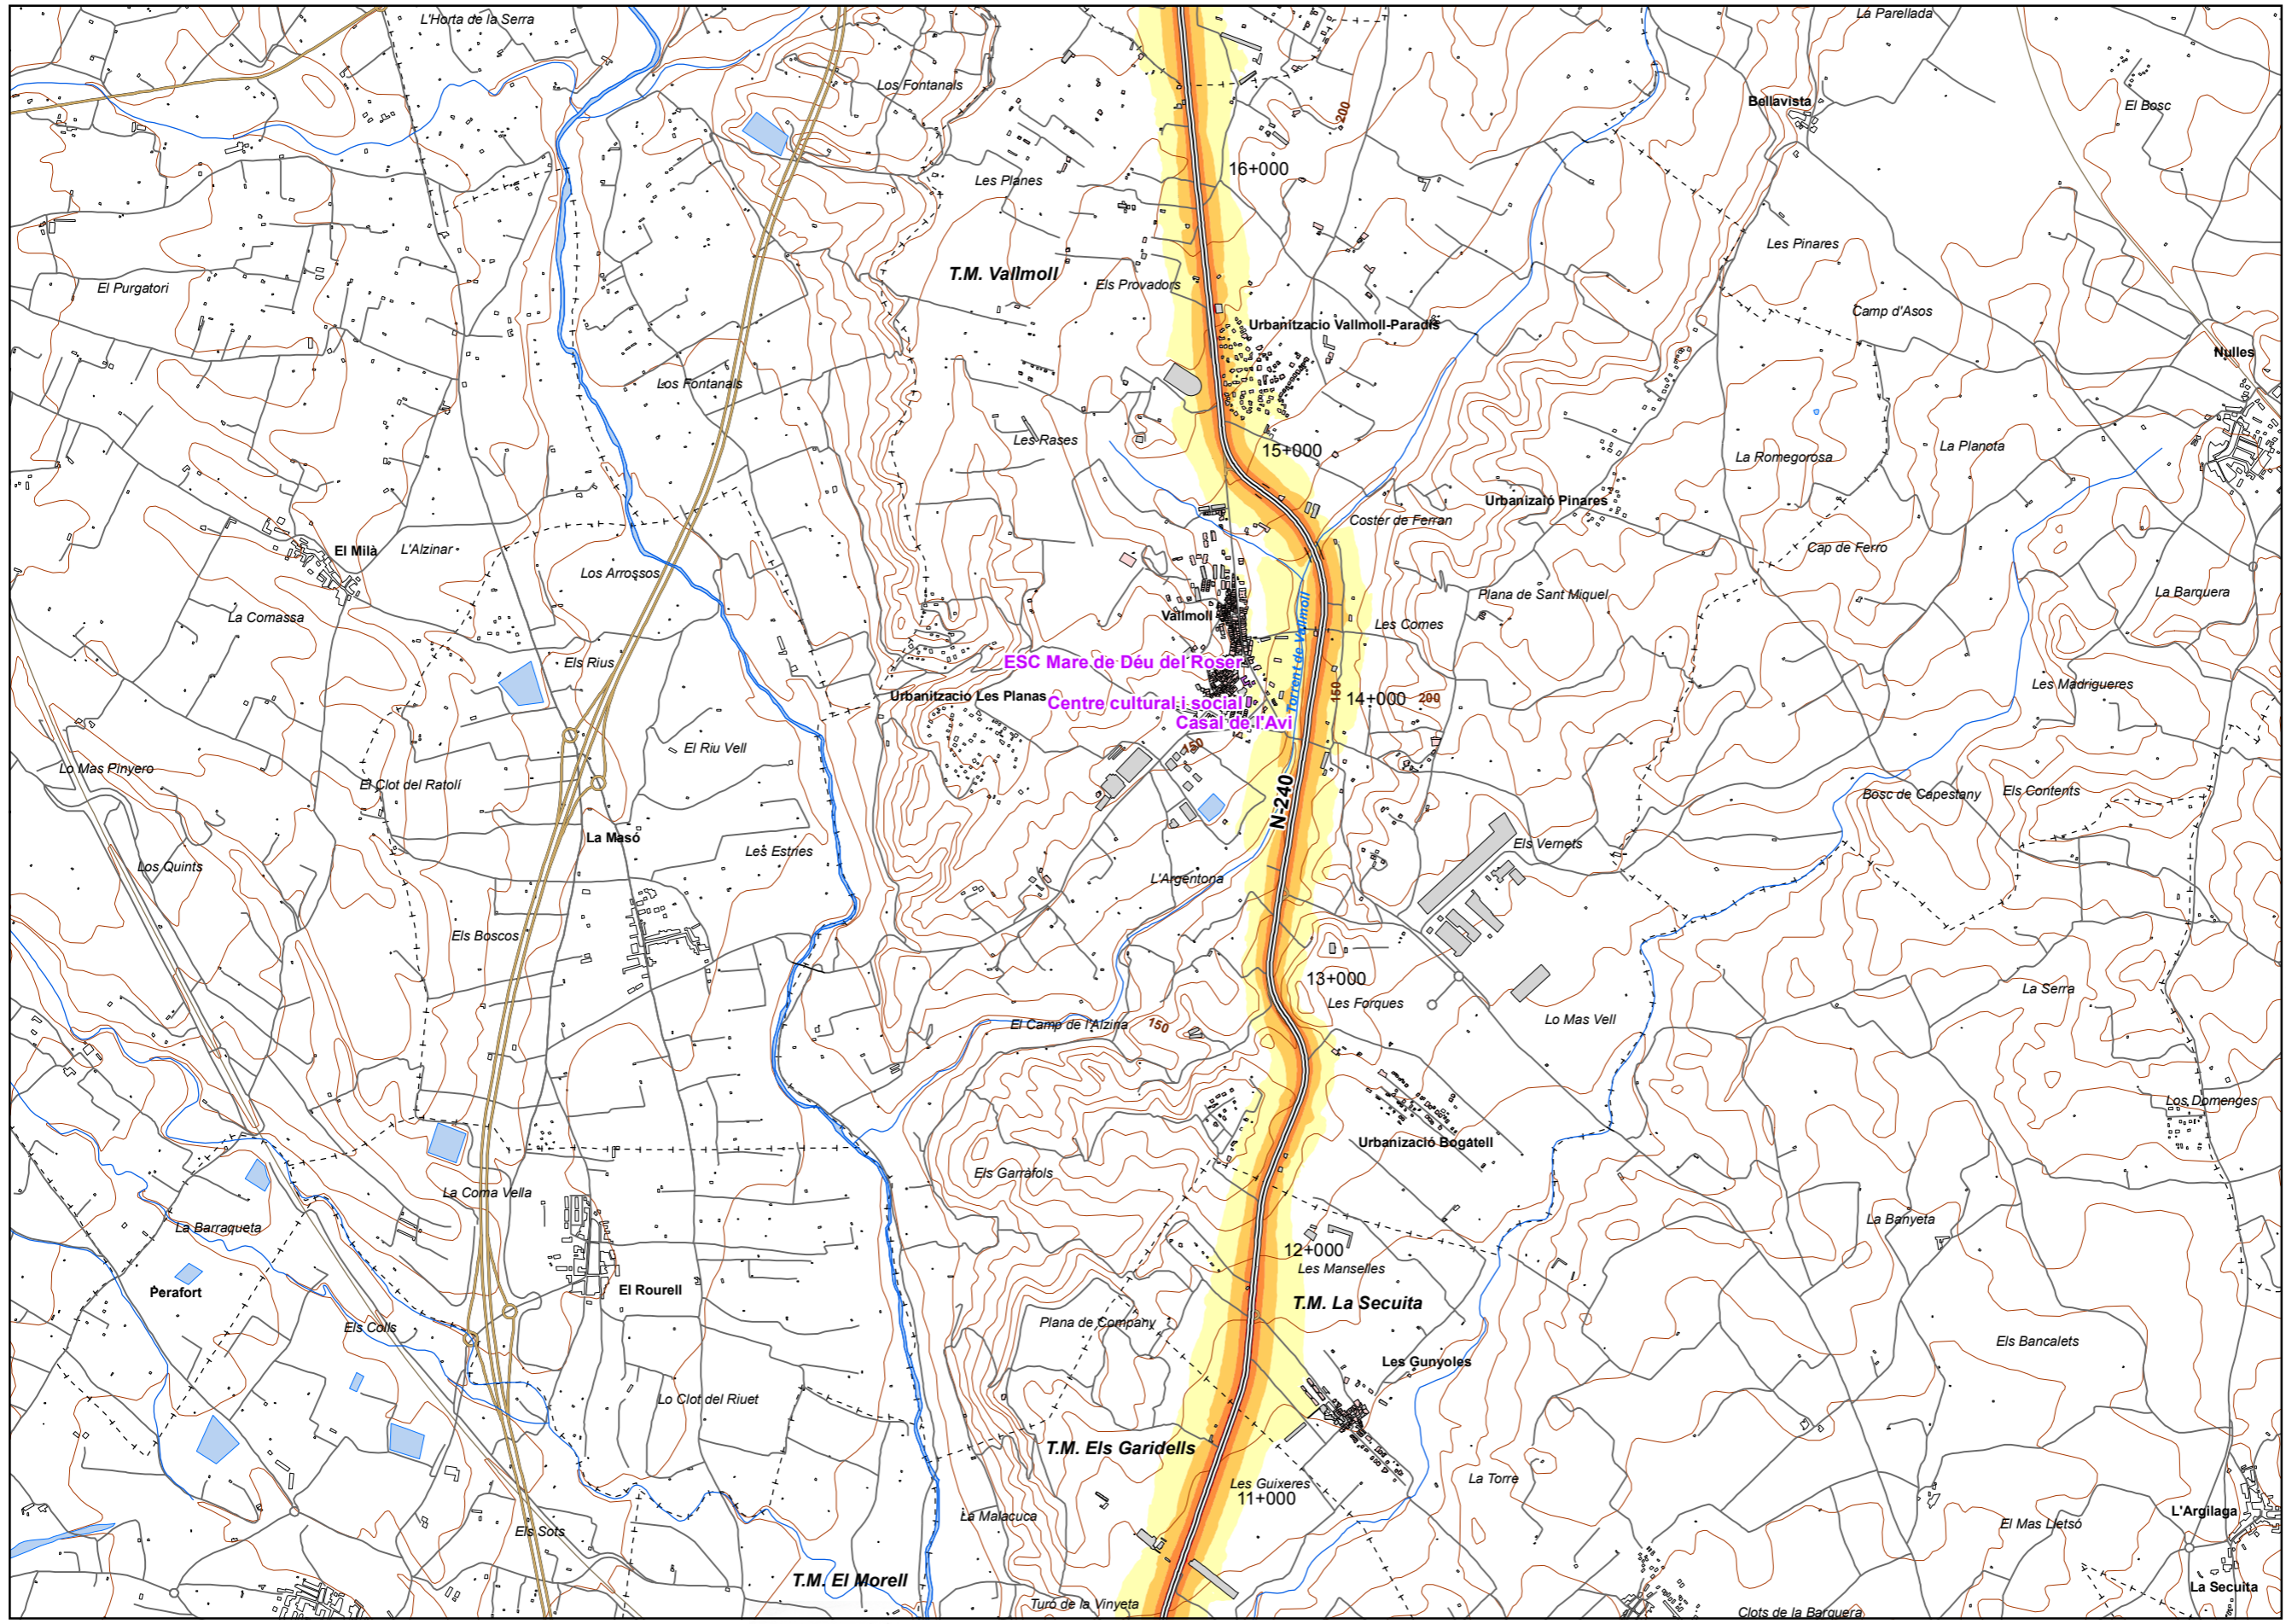 L'Horta de la Serra
La Parellada
Los Fontanals
Bellavista
El Bosc
200
16+000
Les Planes
Les Pinares
T.M. Vallmoll
Els Provadors
El Purgatori
Camp d'Asos
Urbanitzacio Vallmoll-Paradis
Nulles
Los Fontanals
Les Rases
15+000
La Romegorosa
La Planota
Urbanizaió Pinares
Coster de Ferran
El Milà
L'Alzinar
Los Arrossos
Cap de Ferro
La Barquera
Plana de Sant Miquel
La Comassa
Vallmoll
Torrent de Vallmoll
Les Comes
Els Rius
ESC Mare de Déu del Roser
Urbanitzacio Les Planas
Centre cultural i social
150
14+000
200
Les Madrigueres
Casal de l'Avi
150
El Riu Vell
Lo Mas Pinyero
El Clot del Ratolí
N-240
Bosc de Capestany
Els Contents
La Masó
Les Estries
Els Vernets
Los Quints
L'Argentona
Els Boscos
13+000
La Serra
Les Forques
El Camp de l'Alzina
150
Lo Mas Vell
Los Domenges
Urbanizació Bogatell
Els Garràfols
La Coma Vella
La Barraqueta
La Banyeta
12+000
Les Manselles
Perafort
El Rourell
T.M. La Secuita
Els Colls
Plana de Company
Els Bancalets
Les Gunyoles
Lo Clot del Riuet
T.M. Els Garidells
La Torre
Les Guixeres
11+000
La Malacuca
L'Argilaga
Els Sots
El Mas Lletsó
T.M. El Morell
La Secuita
Turó de la Vinyeta
Clots de la Barquera